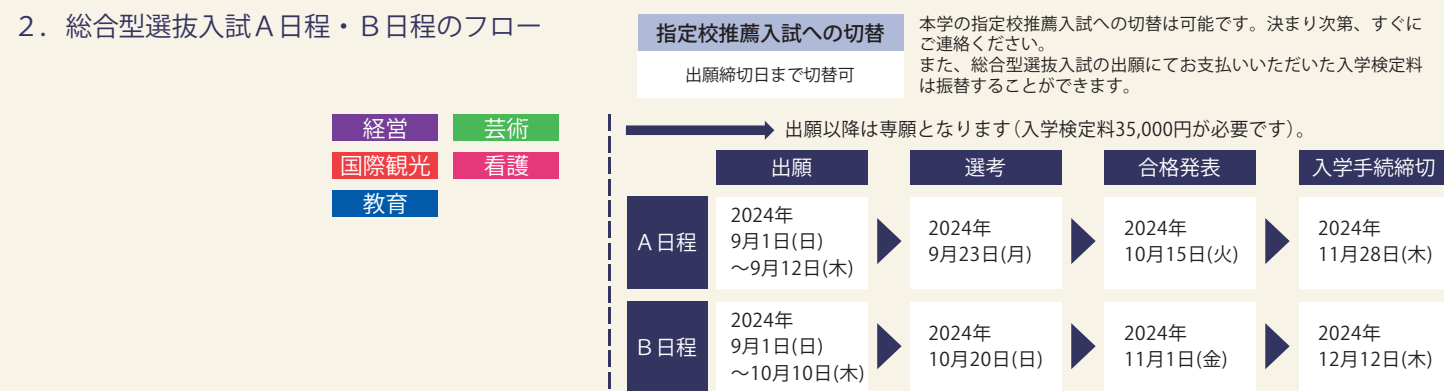 ２．総合型選抜入試Ａ日程・Ｂ日程のフロー
指定校推薦入試への切替
出願締切日まで切替可
本学の指定校推薦入試への切替は可能です。決まり次第、すぐに
ご連絡ください。
また、総合型選抜入試の出願にてお支払いいただいた入学検定料
は振替することができます。
経営
芸術
国際観光
看護
教育
出願以降は専願となります（入学検定料35,000円が必要です）。
出願
選考
合格発表
入学手続締切
Ａ日程
2024年
9月1日(日)
～9月12日(木)
2024年
9月23日(月)
2024年
10月15日(火)
2024年
11月28日(木)
Ｂ日程
2024年
9月1日(日)
～10月10日(木)
2024年
10月20日(日)
2024年
11月1日(金)
2024年
12月12日(木)